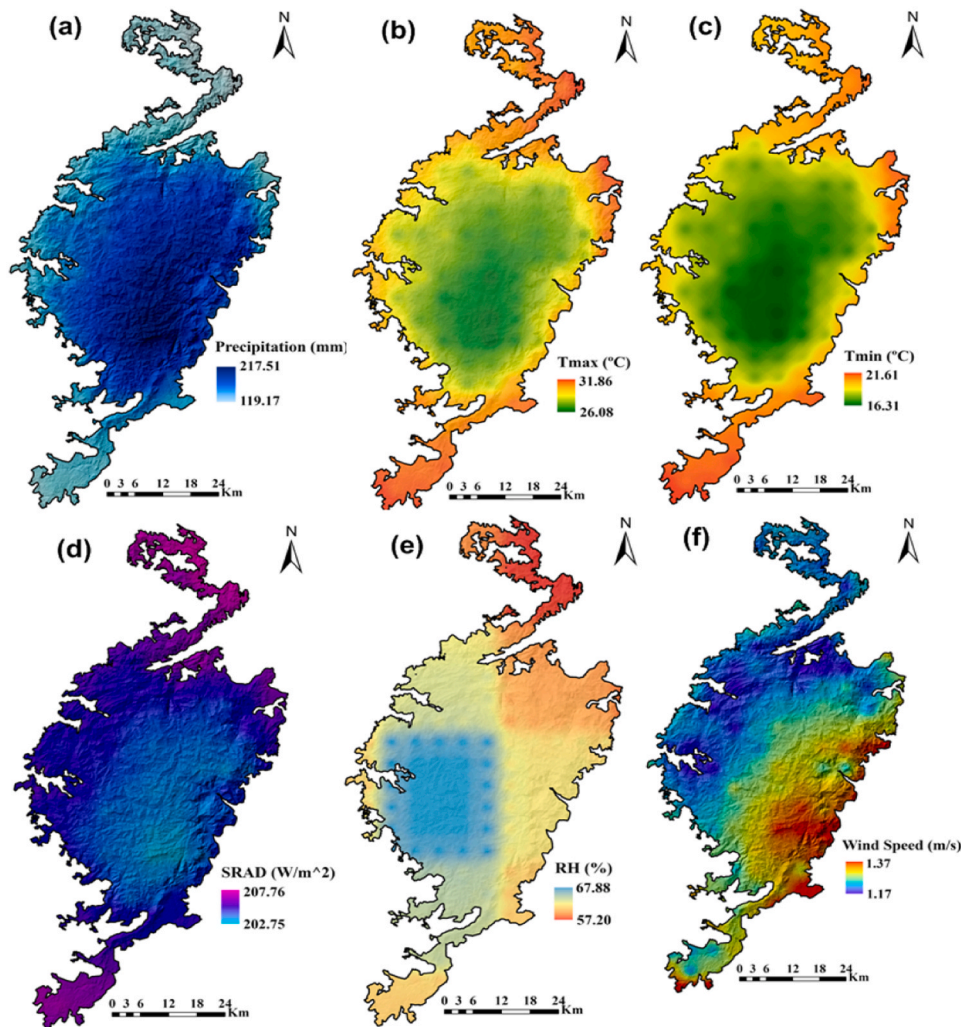 (a)
N
Precipitation (mm)
217.51
119.17
0 3 6 12 18 24
Km
(b)
N
Tmax (ºC)
31.86
26.08
0 3 6 12 18 24
Km
(c)
N
Tmin (ºC)
21.61
16.31
0 3 6 12 18 24
Km
(d)
N
SRAD (W/m^2)
207.76
202.75
0 3 6 12 18 24
Km
(e)
N
RH (%)
67.88
57.20
0 3 6 12 18 24
Km
(f)
N
Wind Speed (m/s)
1.37
1.17
0 3 6 12 18 24
Km